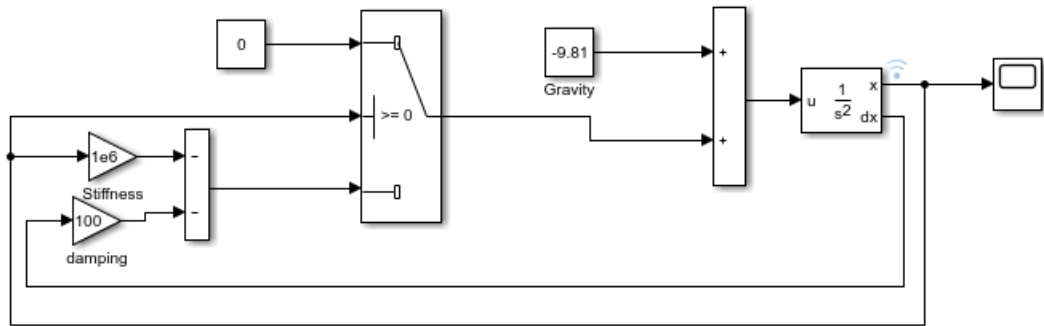 0
-9.81
Gravity
+
+
u
1
s²
x
dx
>= 0
1e6
Stiffness
100
damping
-
-